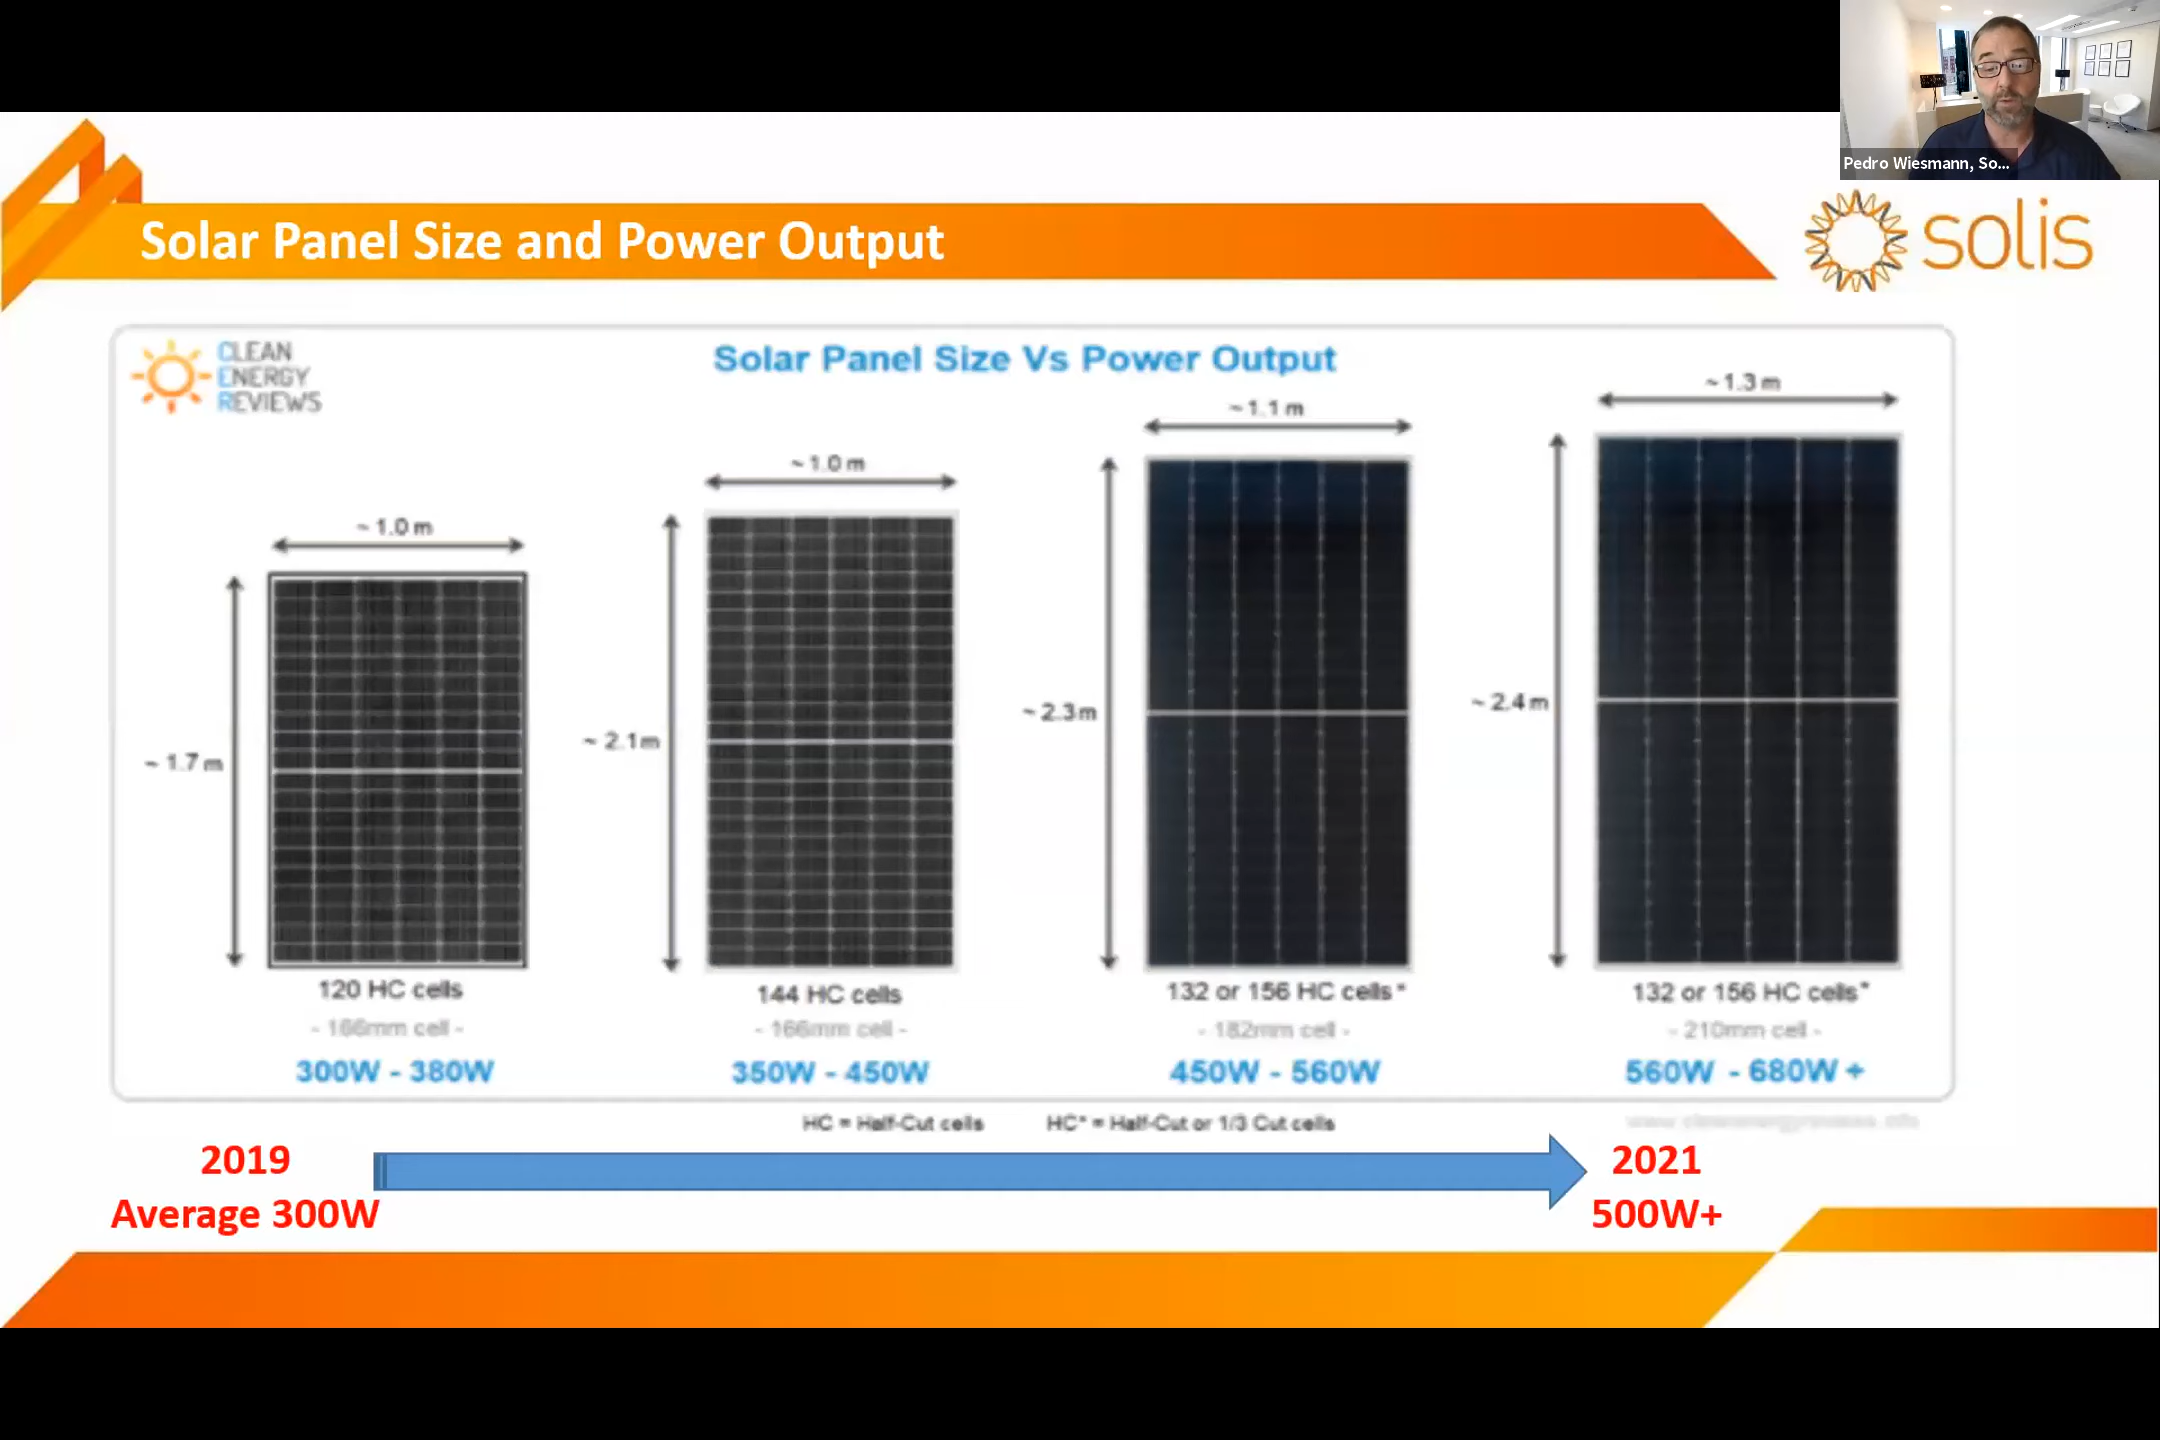 Pedro Wiesmann, So...
Solar Panel Size and Power Output
solis
CLEAN
ENERGY
REVIEWS
Solar Panel Size Vs Power Output
~ 1.0 m
~ 1.7 m
120 HC cells
- 166mm cell -
300W - 380W
~ 1.0 m
~ 2.1m
144 HC cells
- 166mm cell -
350W - 450W
~ 1.1 m
~ 2.3m
132 or 156 HC cells*
- 182mm cell -
450W - 560W
~ 1.3 m
~ 2.4m
132 or 156 HC cells*
- 210mm cell -
560W - 680W +
HC = Half-Cut cells
HC* = Half-Cut or 1/3 Cut cells
2019
Average 300W
2021
500W+